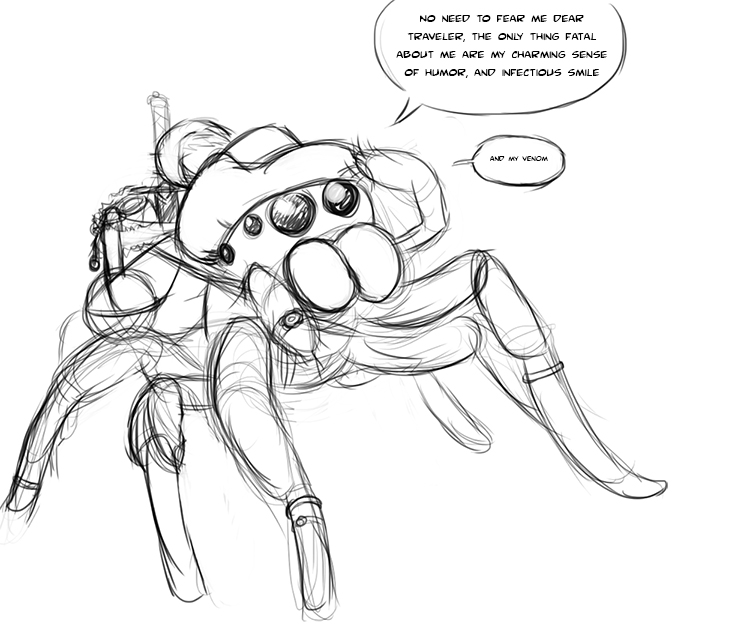 NO NEED TO FEAR ME DEAR
TRAVELER, THE ONLY THING FATAL
ABOUT ME ARE MY CHARMING SENSE
OF HUMOR, AND INFECTIOUS SMILE
AND MY VENOM